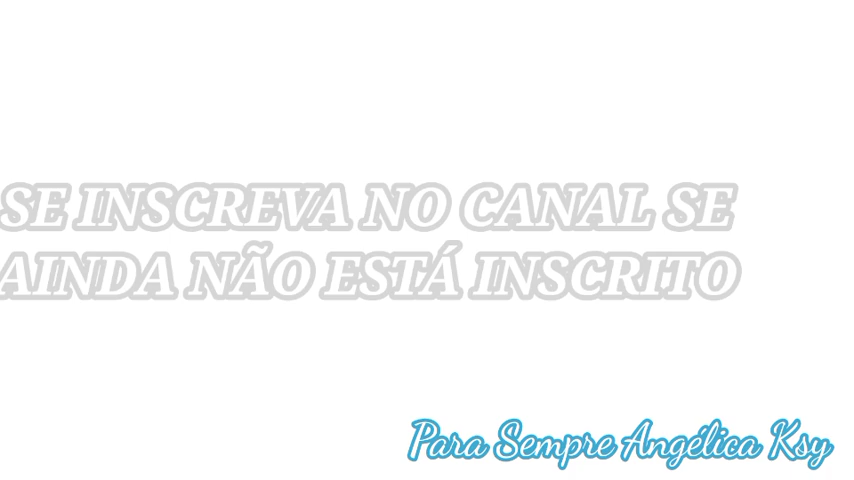 SE INSCREVA NO CANAL SE
AINDA NÃO ESTÁ INSCRITO
Para Sempre Angélica Ksy